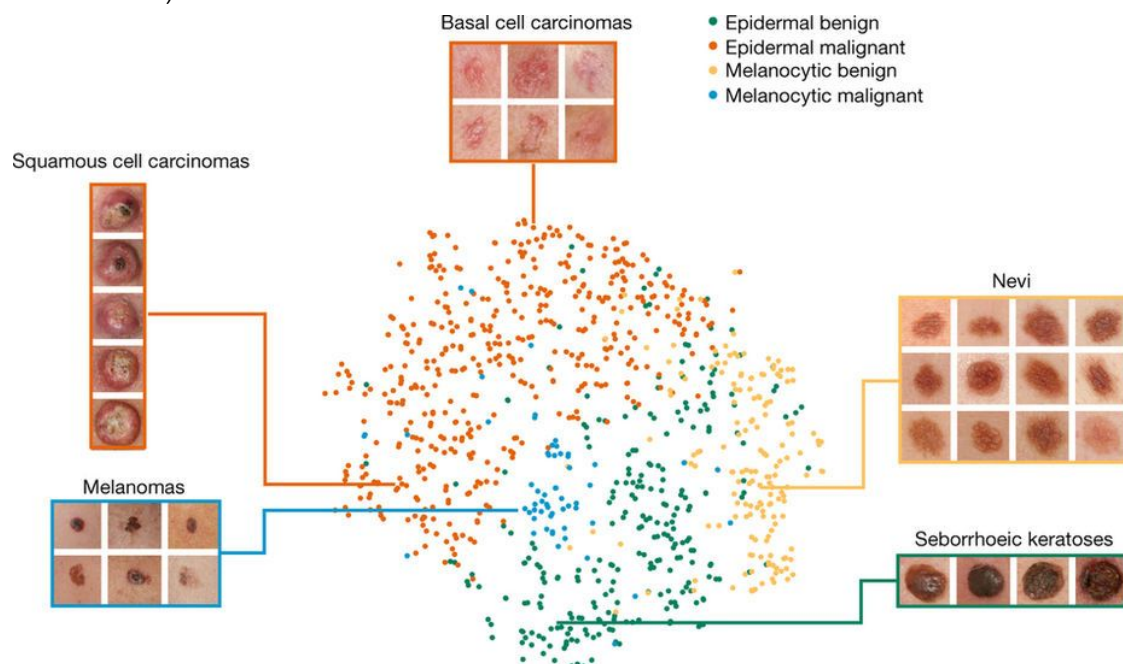 Basal cell carcinomas
Epidermal benign
Epidermal malignant
Melanocytic benign
Melanocytic malignant
Squamous cell carcinomas
Nevi
Melanomas
Seborrhoeic keratoses